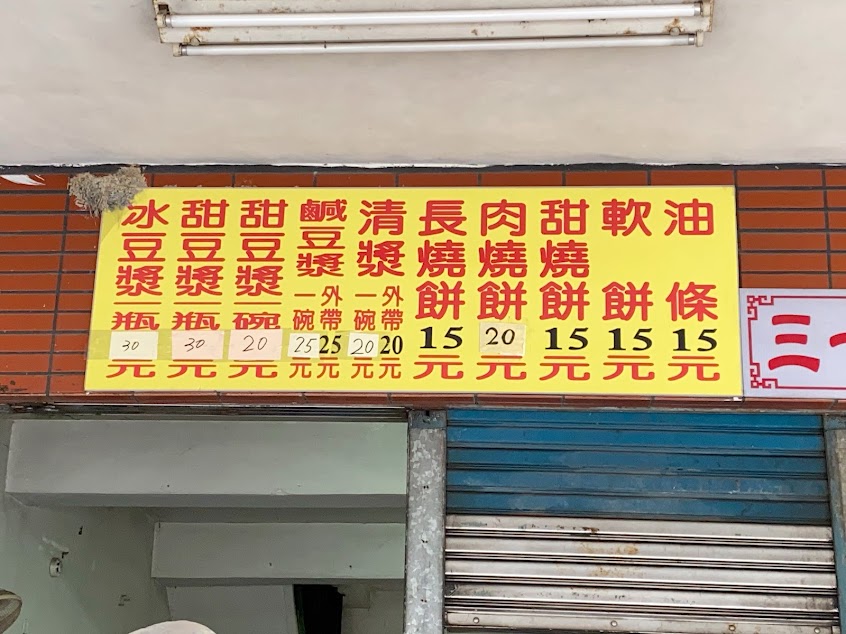 油條15元
軟餅15元
甜燒餅15元
肉燒餅20元
長燒餅15元
清漿
外帶20元
一碗20元
鹹豆漿
外帶25元
一碗25元
甜豆漿一碗20元
甜豆漿一瓶30元
冰豆漿一瓶30元
三